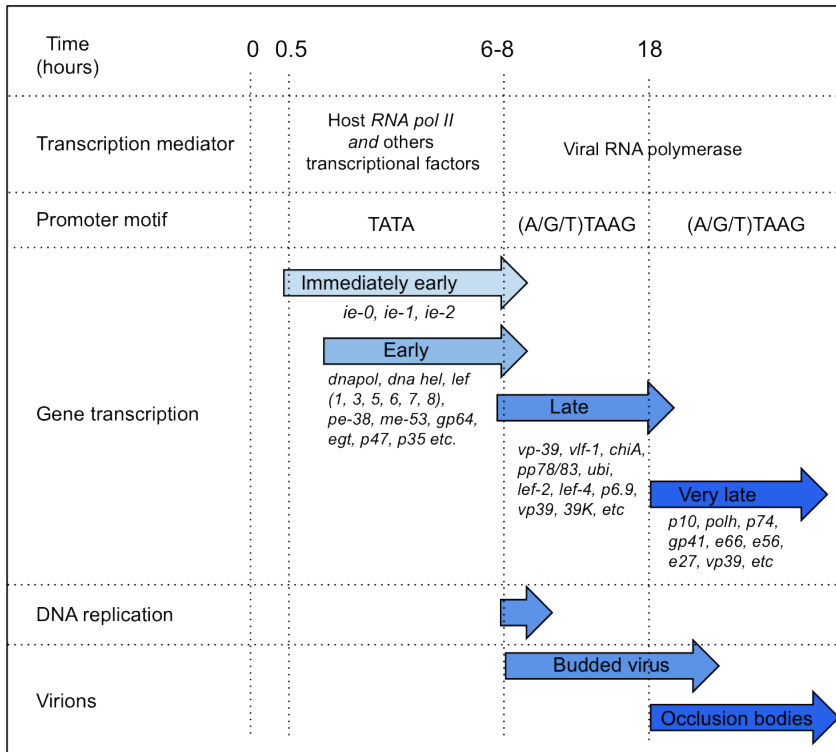 Time
(hours)
0 0.5 6-8 18
Transcription mediator
Host RNA pol II
and others
transcriptional factors
Viral RNA polymerase
Promoter motif
TATA
(A/G/T)TAAG
(A/G/T)TAAG
Gene transcription
Immediately early
ie-0, ie-1, ie-2
Early
dnapol, dna hel, lef
(1, 3, 5, 6, 7, 8),
pe-38, me-53, gp64,
egt, p47, p35 etc.
Late
vp-39, vlf-1, chiA,
pp78/83, ubi,
lef-2, lef-4, p6.9,
vp39, 39K, etc
Very late
p10, polh, p74,
gp41, e66, e56,
e27, vp39, etc
DNA replication
Virions
Budded virus
Occlusion bodies